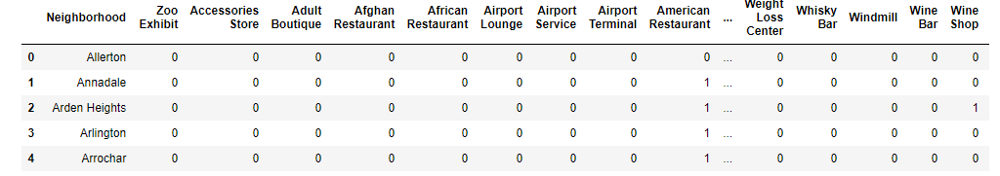 Neighborhood Zoo Exhibit Accessories Store Adult Boutique Afghan Restaurant African Restaurant Airport Lounge Airport Service Airport Terminal American Restaurant ... Weight Loss Center Whisky Bar Windmill Wine Bar Wine Shop
0 Allerton 0 0 0 0 0 0 0 0 0 ... 0 0 0 0 0
1 Annadale 0 0 0 0 0 0 0 0 1 ... 0 0 0 0 0
2 Arden Heights 0 0 0 0 0 0 0 0 1 ... 0 0 0 0 1
3 Arlington 0 0 0 0 0 0 0 0 1 ... 0 0 0 0 0
4 Arrochar 0 0 0 0 0 0 0 0 1 ... 0 0 0 0 0